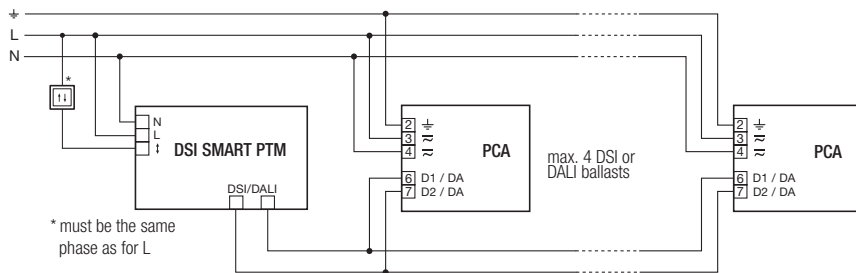 L
N
*
N
L
DSI SMART PTM
DSI/DALI
* must be the same
phase as for L
2
3
4
6 D1 / DA
7 D2 / DA
PCA
max. 4 DSI or
DALI ballasts
2
3
4
6 D1 / DA
7 D2 / DA
PCA